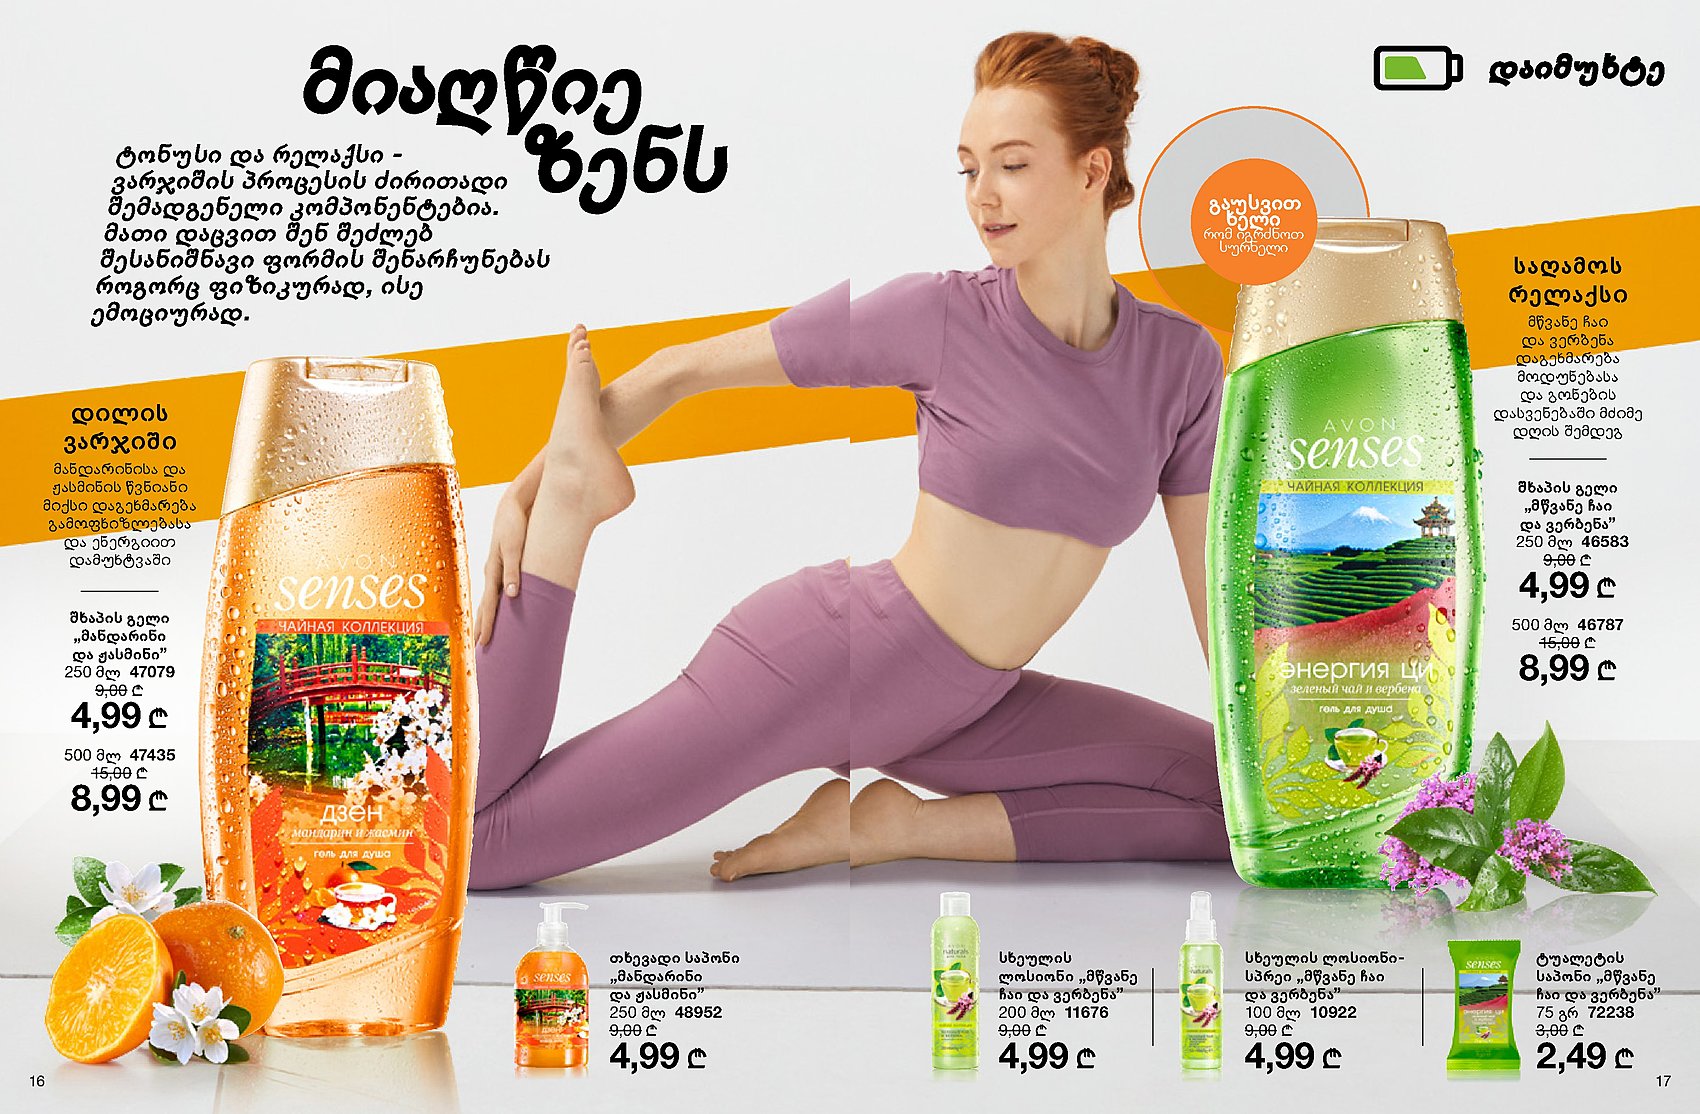 მიაღწიე
ზენს
ტონუსი და რელაქსი -
ვარჯიშის პროცესის ძირითადი
შემადგენელი კომპონენტებია.
მათი დაცვით შენ შეძლებ
შესანიშნავი ფორმის შენარჩუნებას
როგორც ფიზიკურად, ისე
ემოციურად.
დილის
ვარჯიში
მანდარინისა და
ჟასმინის წვნიანი
მიქსი დაგეხმარება
გამოფხიზლებასა
და ენერგიით
დამუხტვაში
შხაპის გელი
„მანდარინი
და ჟასმინი”
250 მლ 47079
9,00 ₾
4,99 ₾
500 მლ 47435
15,00 ₾
8,99 ₾
AVON
senses
ЧАЙНАЯ КОЛЛЕКЦИЯ
ДЗЕН
мандарин и жасмин
гель для душа
თხევადი საპონი
„მანდარინი
და ჟასმინი”
250 მლ 48952
9,00 ₾
4,99 ₾
senses
16
დაიმუხტე
გაუსვით
ხელი
რომ იგრძნოთ
სურნელი
საღამოს
რელაქსი
მწვანე ჩაი
და ვერბენა
დაგეხმარება
მოდუნებასა
და გონების
დასვენებაში მძიმე
დღის შემდეგ
შხაპის გელი
„მწვანე ჩაი
და ვერბენა”
250 მლ 46583
9,00 ₾
4,99 ₾
500 მლ 46787
15,00 ₾
8,99 ₾
AVON
senses
ЧАЙНАЯ КОЛЛЕКЦИЯ
энергия ци
зеленый чай и вербена
гель для душа
naturals
სხეულის
ლოსიონი „მწვანე
ჩაი და ვერბენა”
200 მლ 11676
9,00 ₾
4,99 ₾
naturals
სხეულის ლოსიონი-
სპრეი „მწვანე ჩაი
და ვერბენა”
100 მლ 10922
9,00 ₾
4,99 ₾
senses
энергия ци
ტუალეტის
საპონი „მწვანე
ჩაი და ვერბენა”
75 გრ 72238
3,00 ₾
2,49 ₾
17